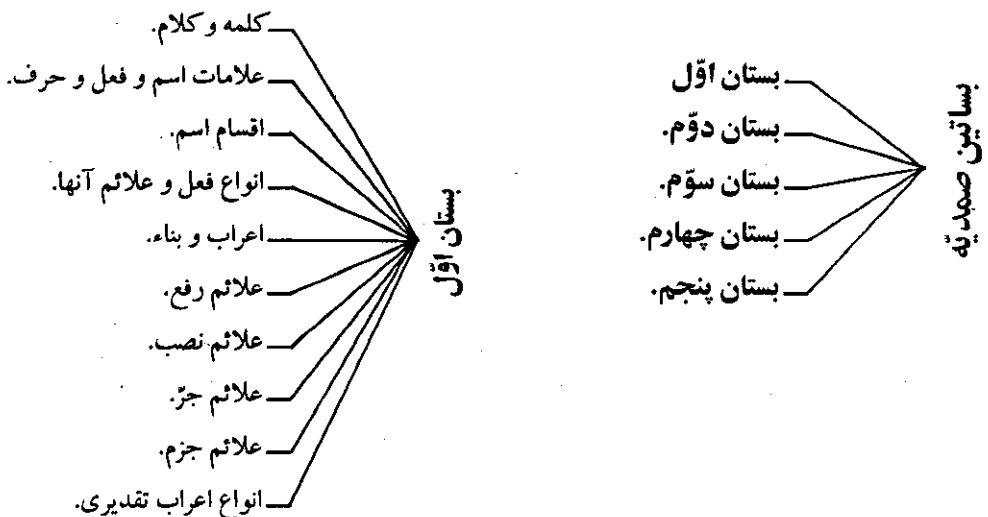 بساتین صمدیّه
بستان اوّل
بستان دوّم.
بستان سوّم.
بستان چهارم.
بستان پنجم.
بستان اوّل
کلمه و کلام.
علامات اسم و فعل و حرف.
اقسام اسم.
انواع فعل و علائم آنها.
اعراب و بناء.
علائم رفع.
علائم نصب.
علائم جرّ.
علائم جزم.
انواع اعراب تقدیری.